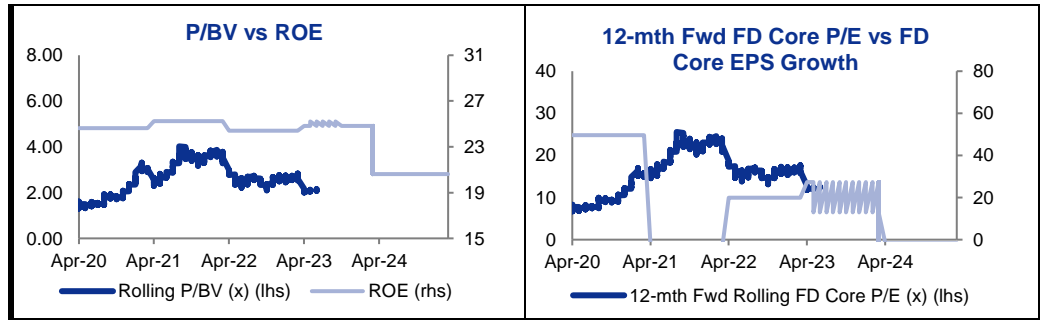 P/BV vs ROE
8.00
6.00
4.00
2.00
0.00
31
27
23
19
15
Apr-20 Apr-21 Apr-22 Apr-23 Apr-24
Rolling P/BV (x) (lhs) ROE (rhs)
12-mth Fwd FD Core P/E vs FD
Core EPS Growth
40
30
20
10
0
80
60
40
20
0
Apr-20 Apr-21 Apr-22 Apr-23 Apr-24
12-mth Fwd Rolling FD Core P/E (x) (lhs)